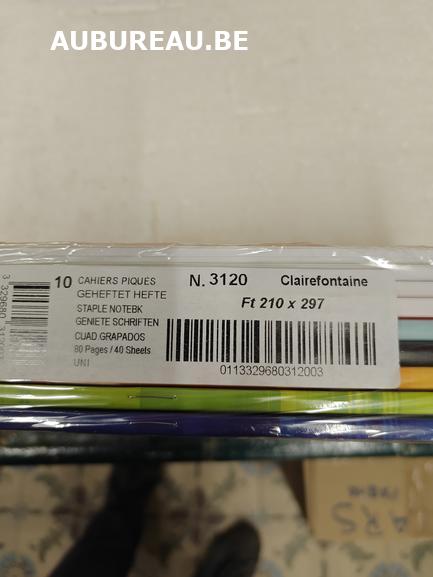 AUBUREAU.BE
10 CAHIERS PIQUES
GEHEFTET HEFTE
STAPLE NOTEBK
GENIETE SCHRIFTEN
CUAD.GRAPADOS
80 Pages / 40 Sheets
UNI
N. 3120 Clairefontaine
Ft 210 x 297
0113329680312003
ARS